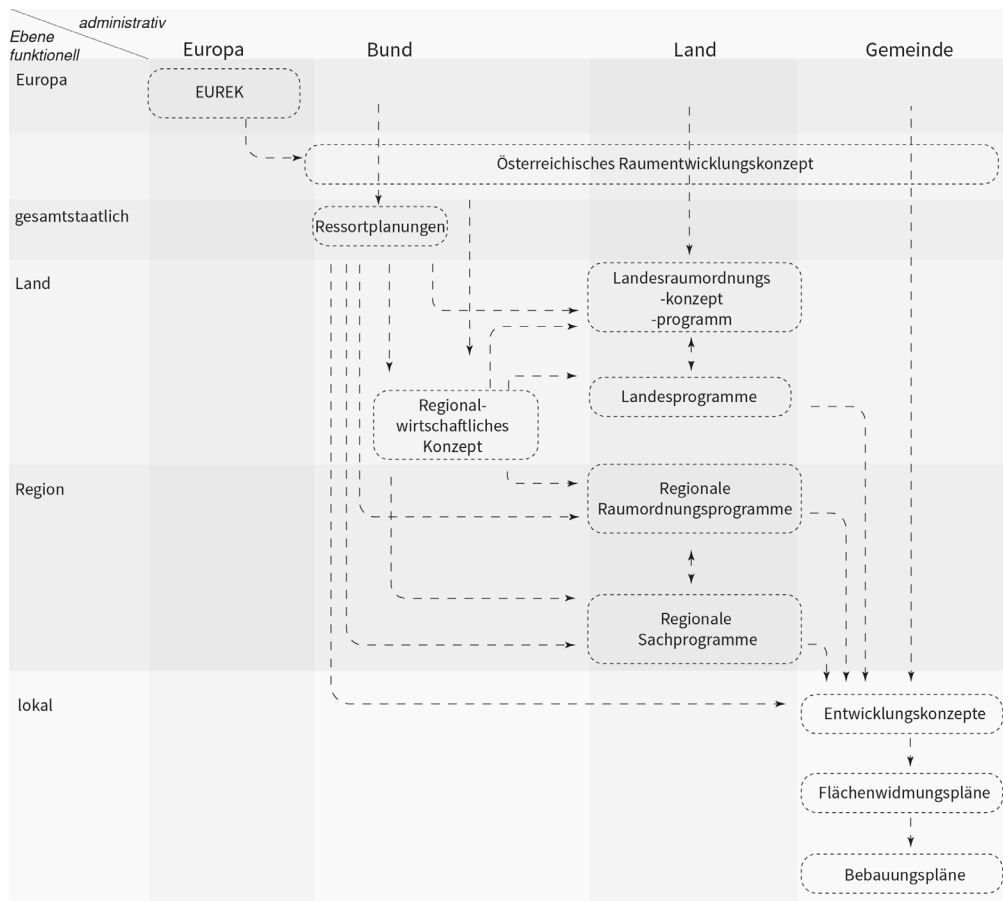 administrativ
Ebene
funktionell
Europa
Bund
Land
Gemeinde
Europa
EUREK
Österreichisches Raumentwicklungskonzept
gesamtstaatlich
Ressortplanungen
Land
Landesraumordnungs
-konzept
-programm
Landesprogramme
Regional-
wirtschaftliches
Konzept
Region
Regionale
Raumordnungsprogramme
Regionale
Sachprogramme
lokal
Entwicklungskonzepte
Flächenwidmungspläne
Bebauungspläne